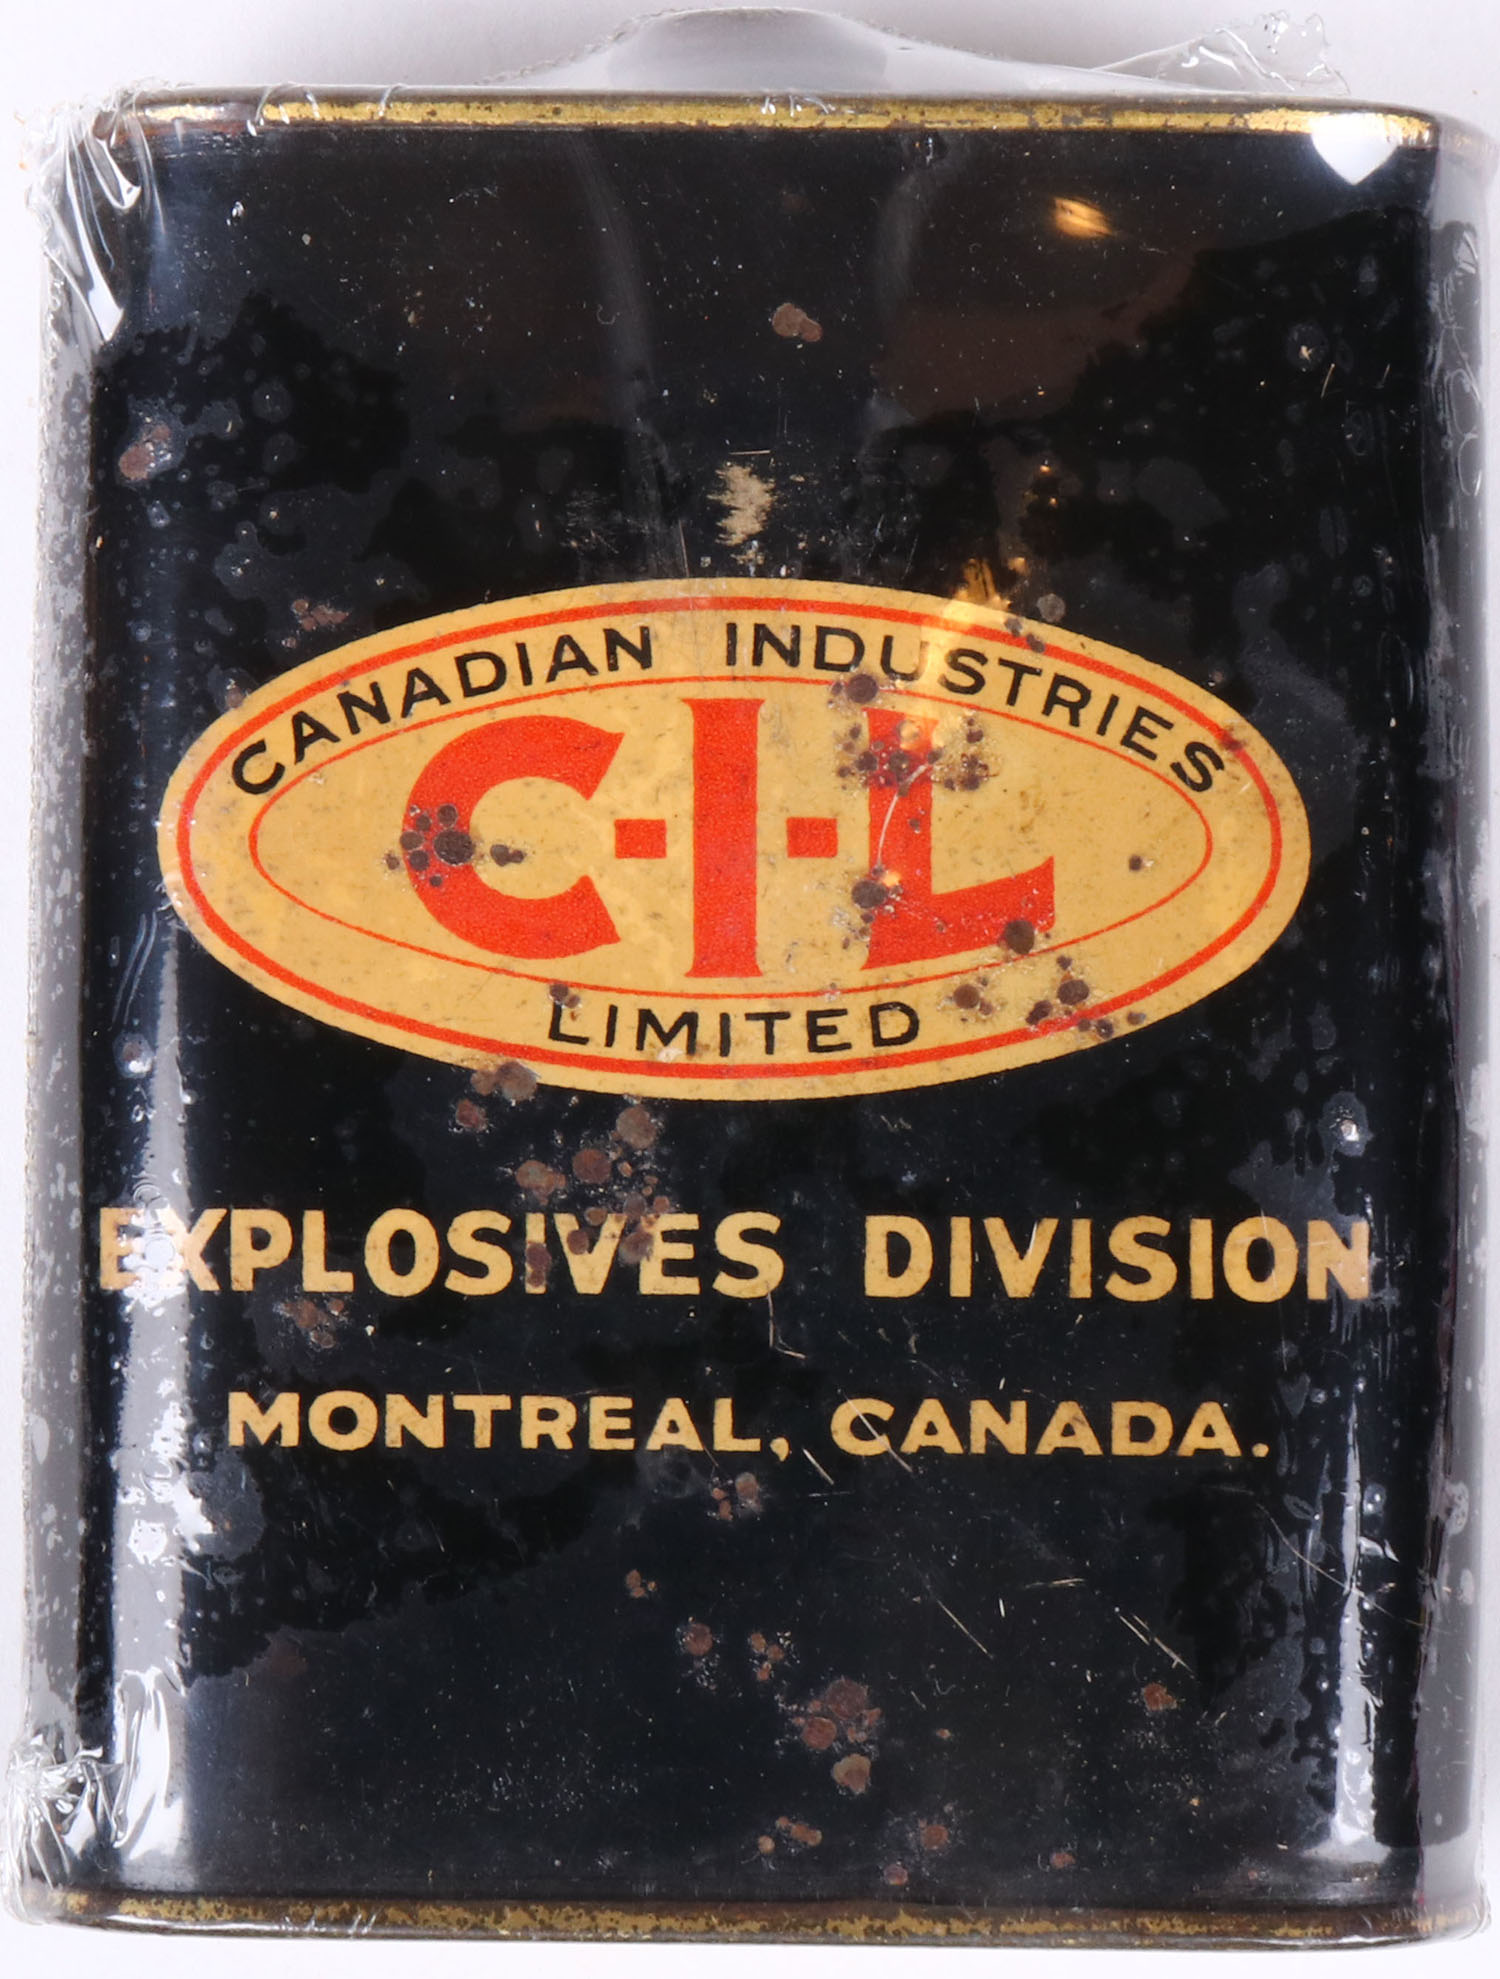 CANADIAN INDUSTRIES
C-I-L
LIMITED
EXPLOSIVES DIVISION
MONTREAL, CANADA.